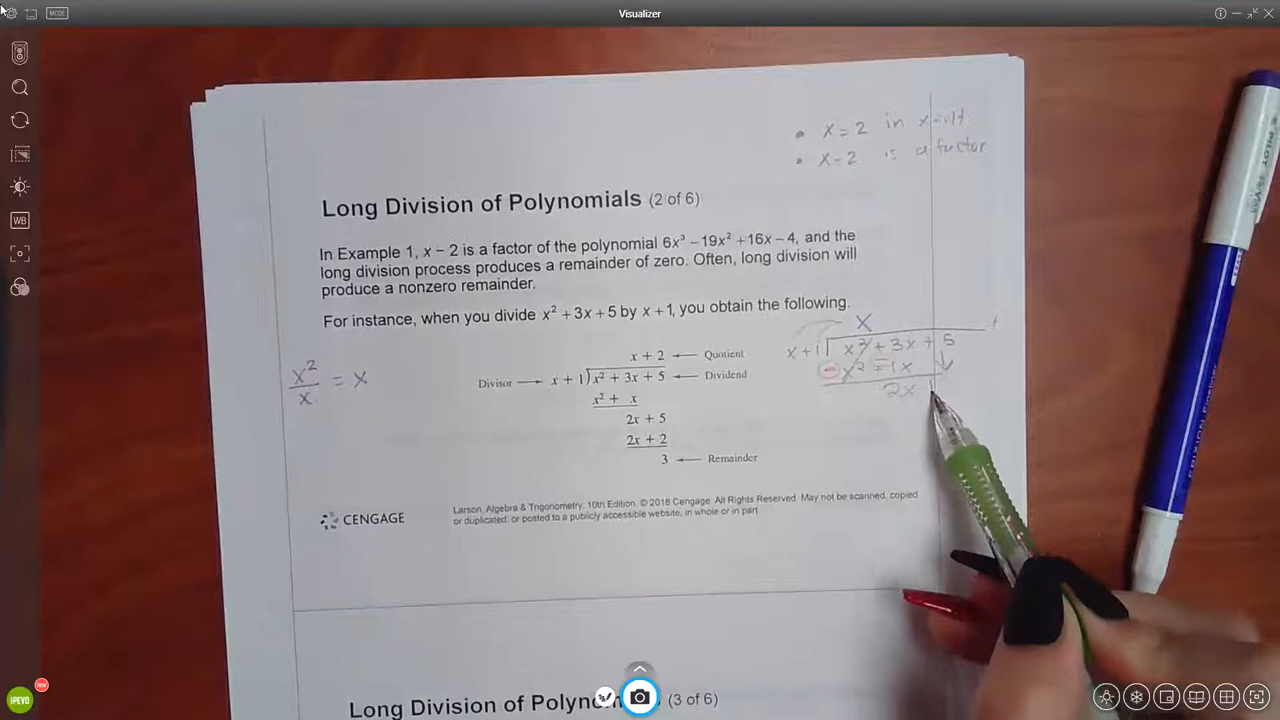 MODE
Visualizer
x = 2 in x-int.
x - 2 is a factor
Long Division of Polynomials (2 of 6)
In Example 1, x − 2 is a factor of the polynomial 6x³ − 19x² + 16x − 4, and the
long division process produces a remainder of zero. Often, long division will
produce a nonzero remainder.
For instance, when you divide x² + 3x + 5 by x + 1, you obtain the following.
x²/x = x
x + 2 ← Quotient
Divisor → x + 1)x² + 3x + 5 ← Dividend
x² + x
2x + 5
2x + 2
3 ← Remainder
x
x+1 x² + 3x + 5
x² 1x
2x
CENGAGE
Larson, Algebra & Trigonometry, 10th Edition. © 2018 Cengage. All Rights Reserved. May not be scanned, copied
or duplicated, or posted to a publicly accessible website, in whole or in part
PILOT
Long Division of Polynom (3 of 6)
IPEVO